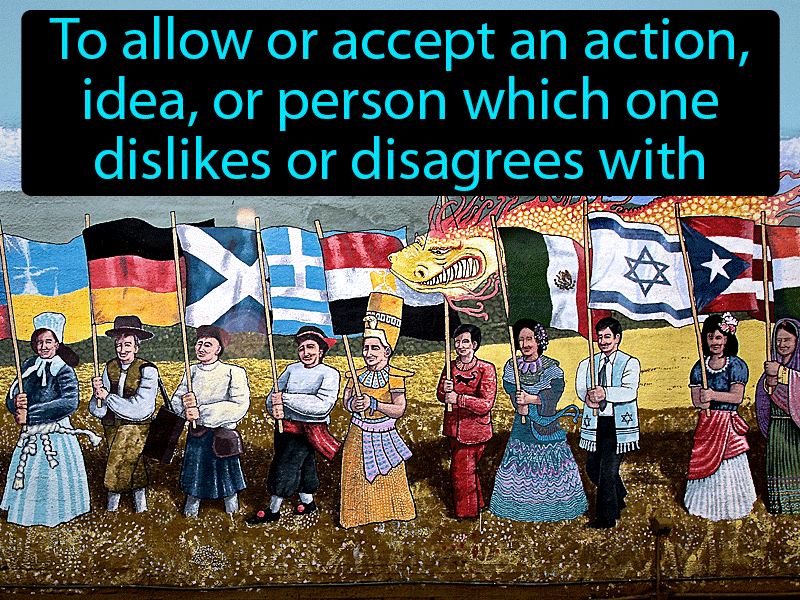 To allow or accept an action,
idea, or person which one
dislikes or disagrees with